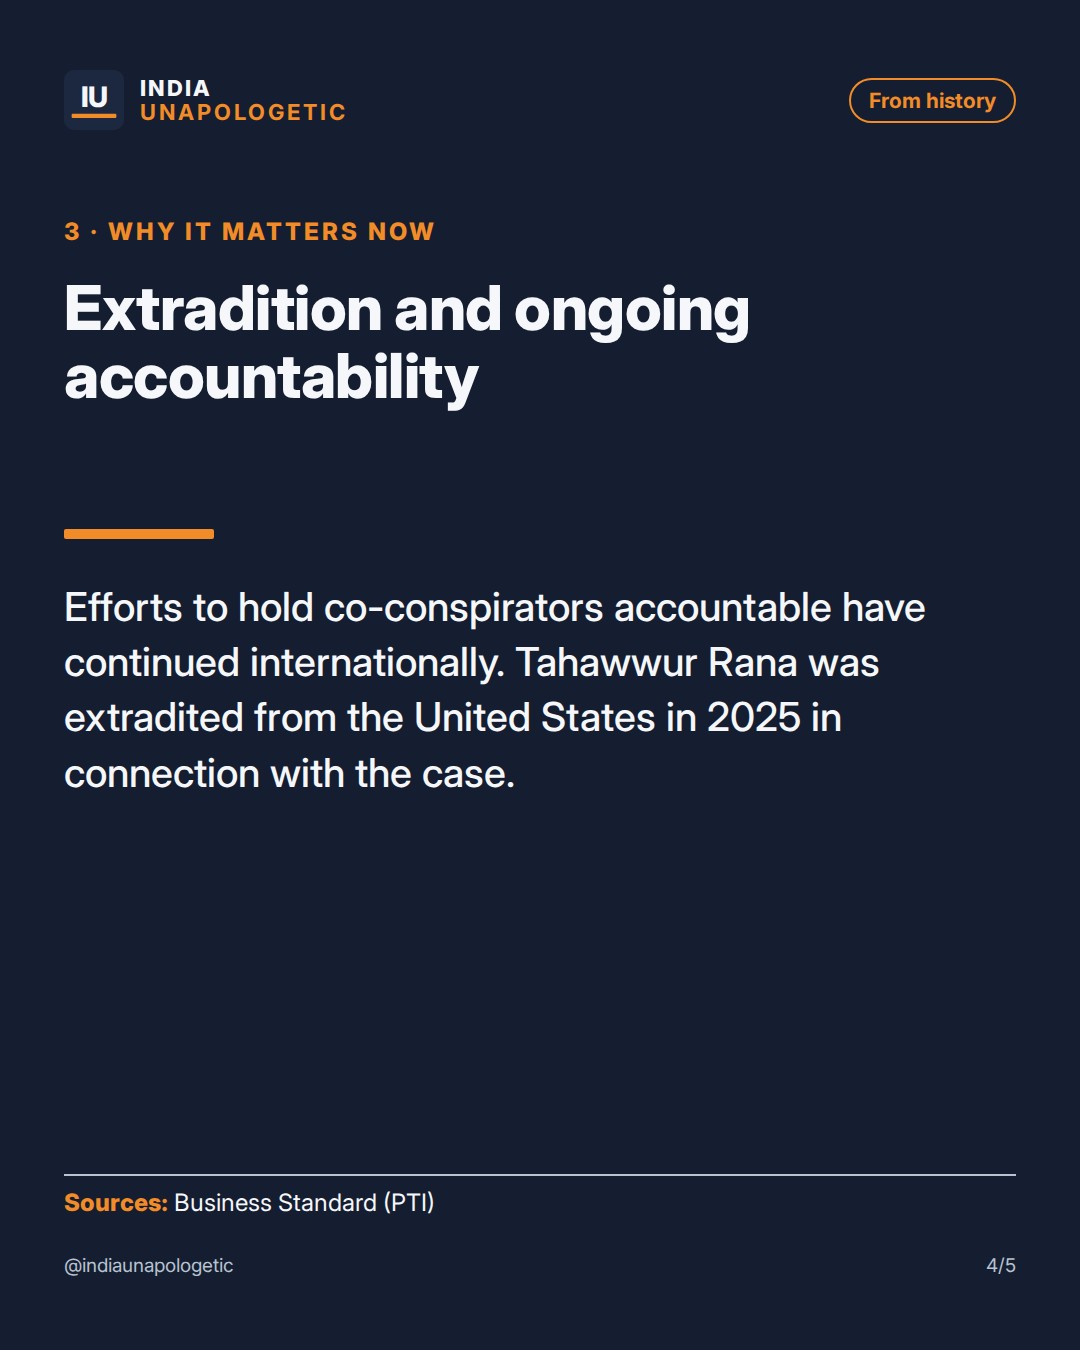 IU
INDIA
UNAPOLOGETIC
From history
3 · WHY IT MATTERS NOW
Extradition and ongoing
accountability
Efforts to hold co-conspirators accountable have
continued internationally. Tahawwur Rana was
extradited from the United States in 2025 in
connection with the case.
Sources: Business Standard (PTI)
@indiaunapologetic
4/5